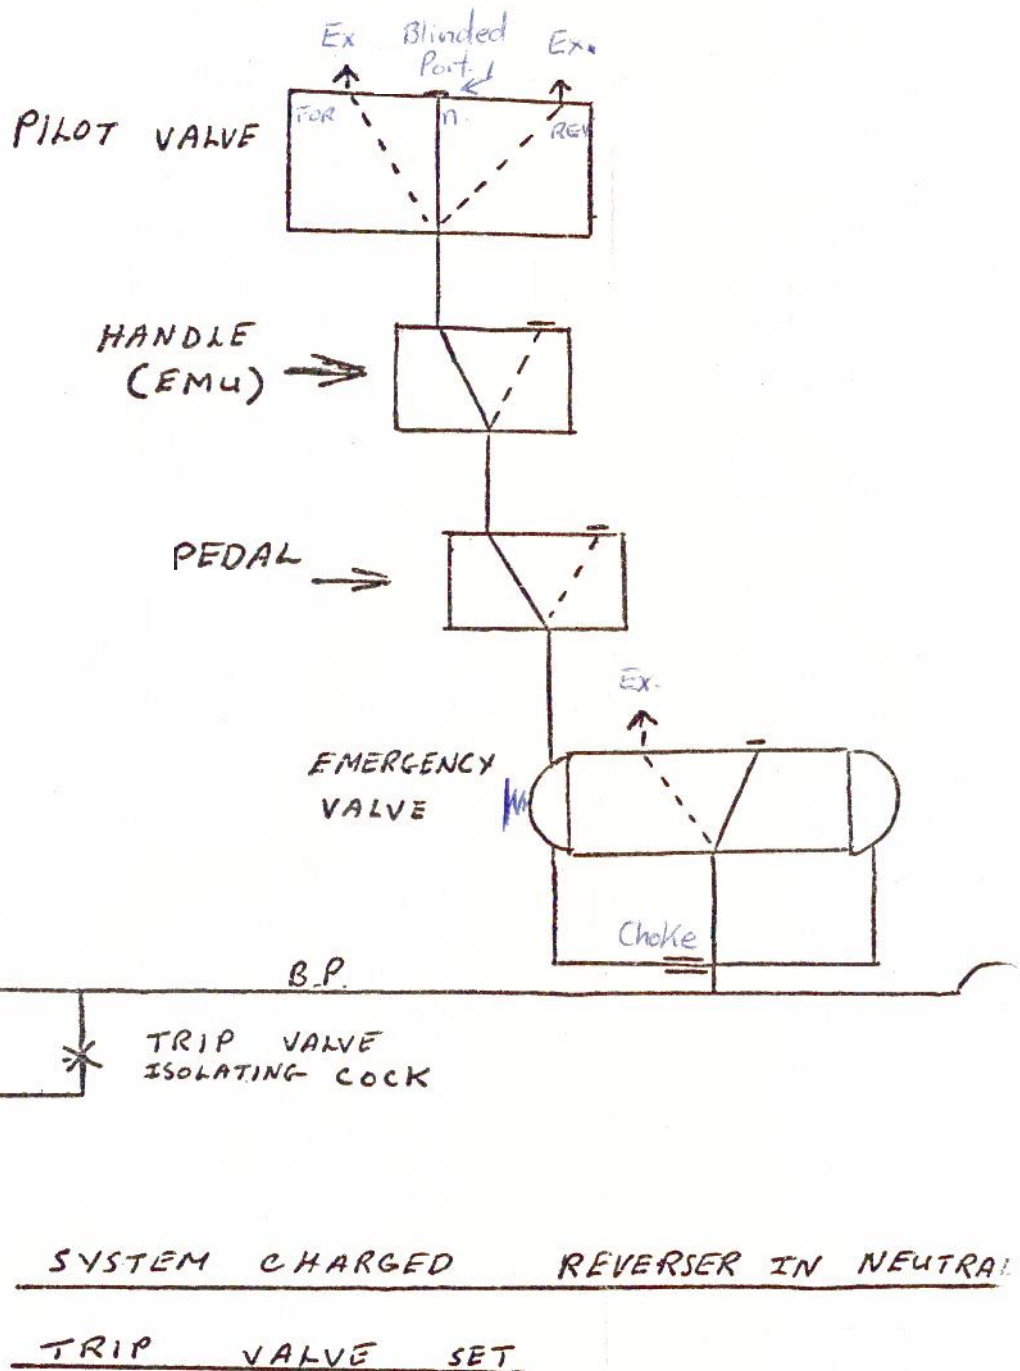 Ex
Blinded
Port.
Ex.
FOR
n.
REV
PILOT VALVE
HANDLE
(EMU)
PEDAL
Ex.
EMERGENCY
VALVE
Choke
B.P.
TRIP VALVE
ISOLATING COCK
SYSTEM CHARGED REVERSER IN NEUTRAL
TRIP VALVE SET